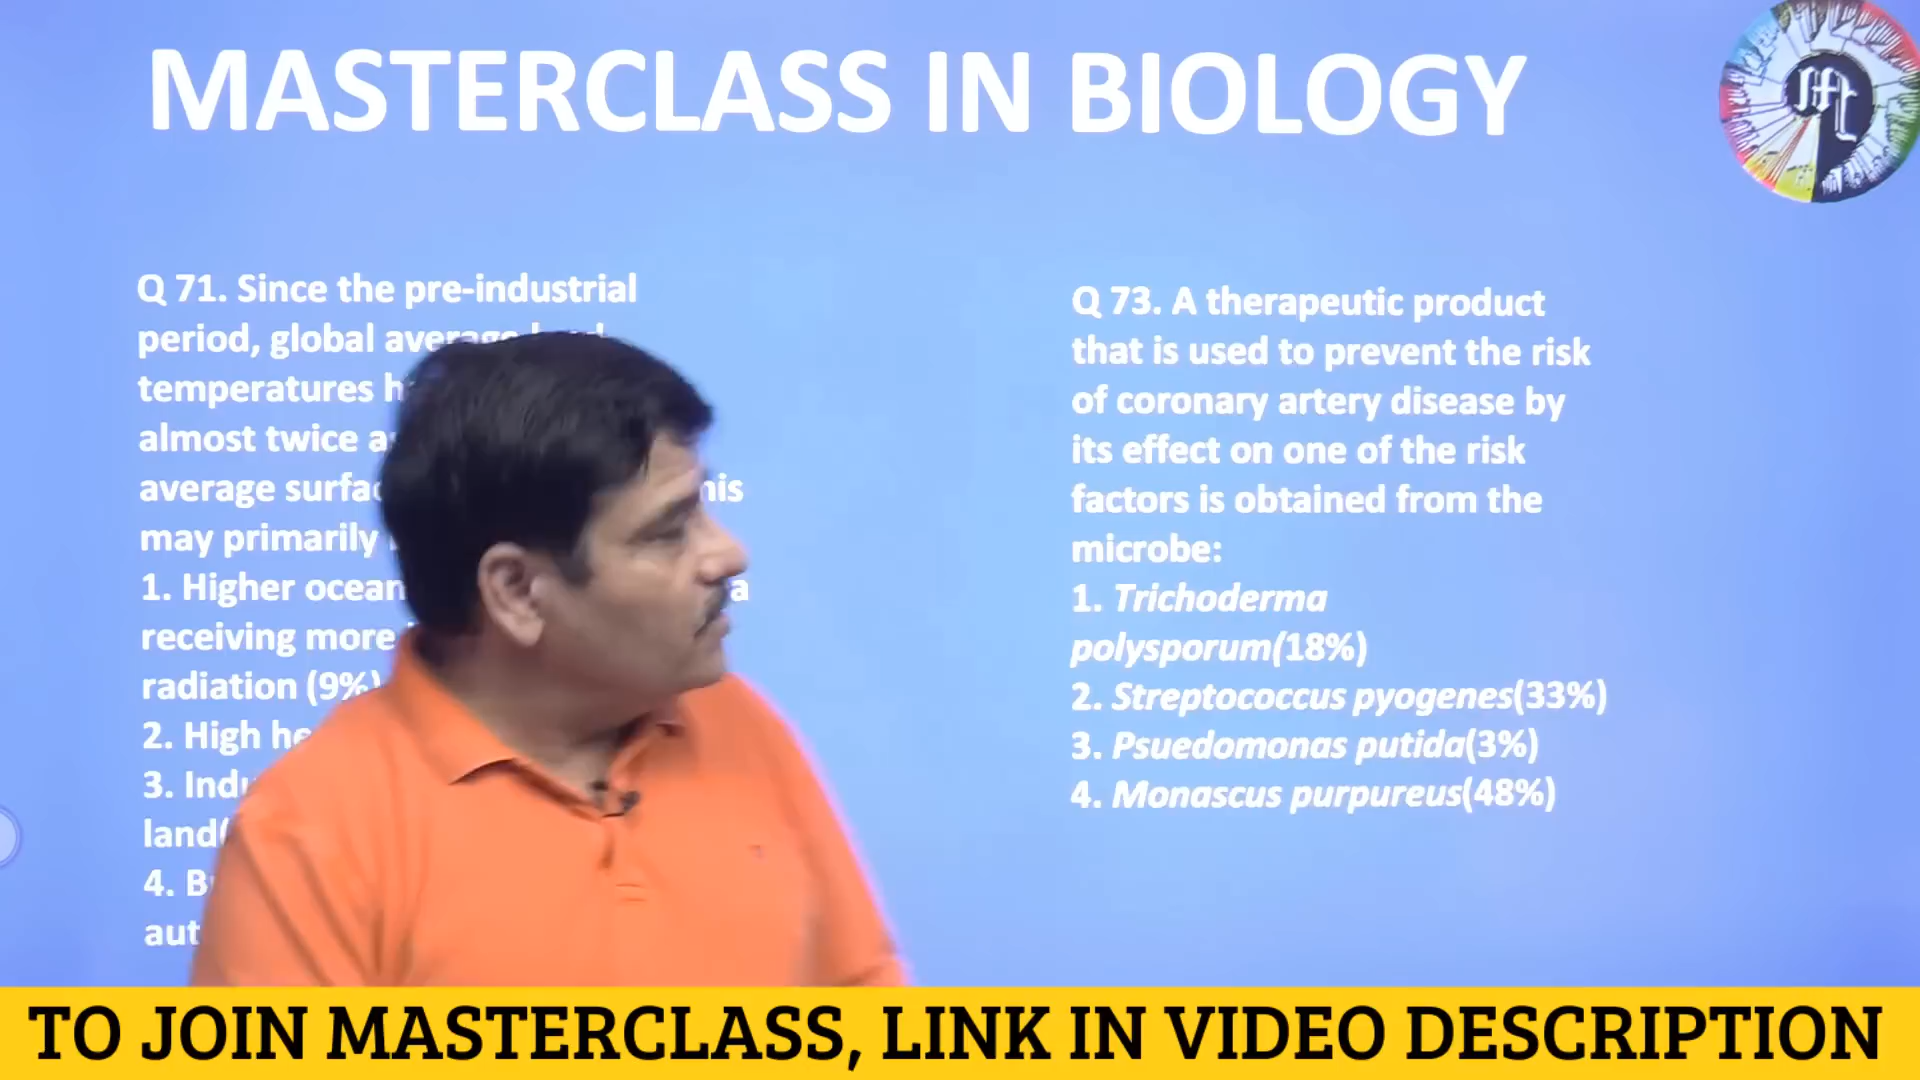 MASTERCLASS IN BIOLOGY
Q 71. Since the pre-industrial
period, global average
temperatures
almost twice
average his
may primarily
1. Higher ocean a
receiving more
radiation (9%)
2. High
3.
land(
4.
Q 73. A therapeutic product
that is used to prevent the risk
of coronary artery disease by
its effect on one of the risk
factors is obtained from the
microbe:
1. Trichoderma
polysporum(18%)
2. Streptococcus pyogenes(33%)
3. Psuedomonas putida(3%)
4. Monascus purpureus(48%)
TO JOIN MASTERCLASS, LINK IN VIDEO DESCRIPTION